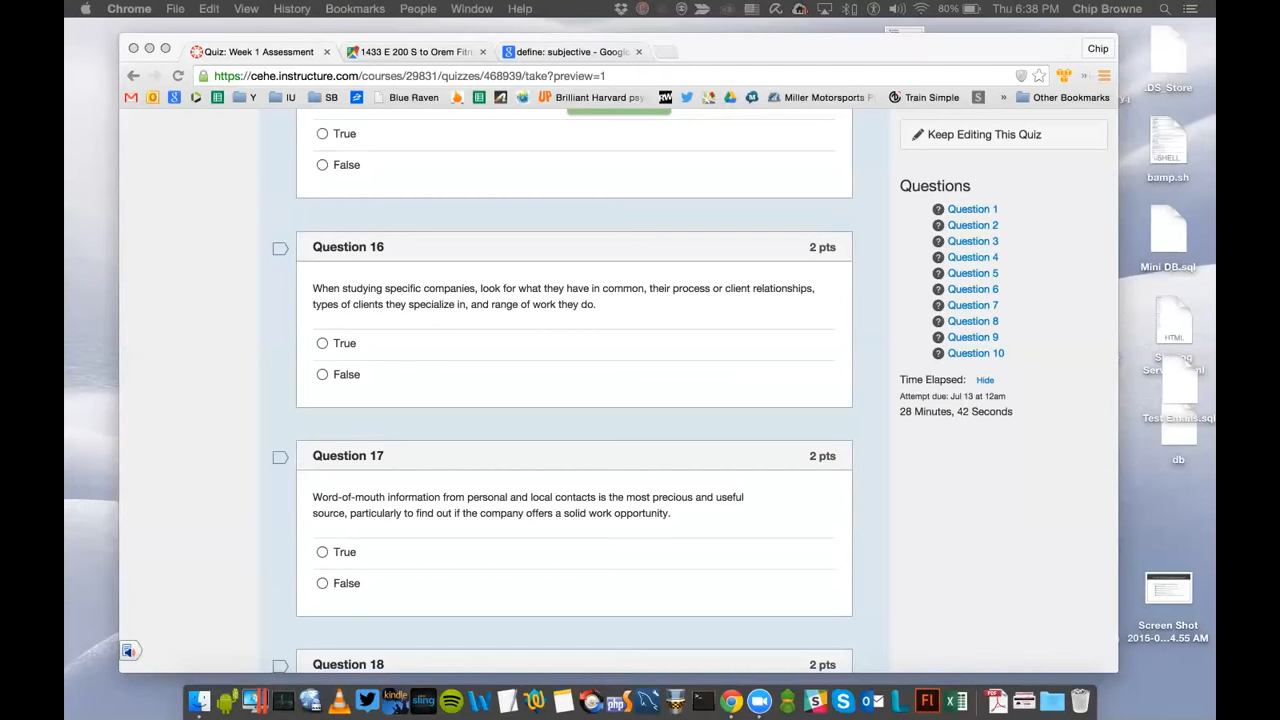 Chrome File Edit View History Bookmarks People Window Help 80% Thu 6:38 PM Chip Browne
Quiz: Week 1 Assessment
1433 E 200 S to Orem Fitn
define: subjective - Google
Chip
https://cehe.instructure.com/courses/29831/quizzes/468939/take?preview=1
Y IU SB Blue Raven Brilliant Harvard psy Miller Motorsports P Train Simple » Other Bookmarks
.DS_Store
True
False
Keep Editing This Quiz
SHELL
bamp.sh
Questions
Question 1
Question 2
Question 3
Question 4
Question 5
Question 6
Question 7
Question 8
Question 9
Question 10
Mini DB.sql
Question 16 2 pts
When studying specific companies, look for what they have in common, their process or client relationships,
types of clients they specialize in, and range of work they do.
True
False
HTML
Time Elapsed: Hide
Attempt due: Jul 13 at 12am
28 Minutes, 42 Seconds
Test Emails.sql
db
Question 17 2 pts
Word-of-mouth information from personal and local contacts is the most precious and useful
source, particularly to find out if the company offers a solid work opportunity.
True
False
Screen Shot
2015-0...4.55 AM
Question 18 2 pts
kindle
sling
php
Fl
PDF